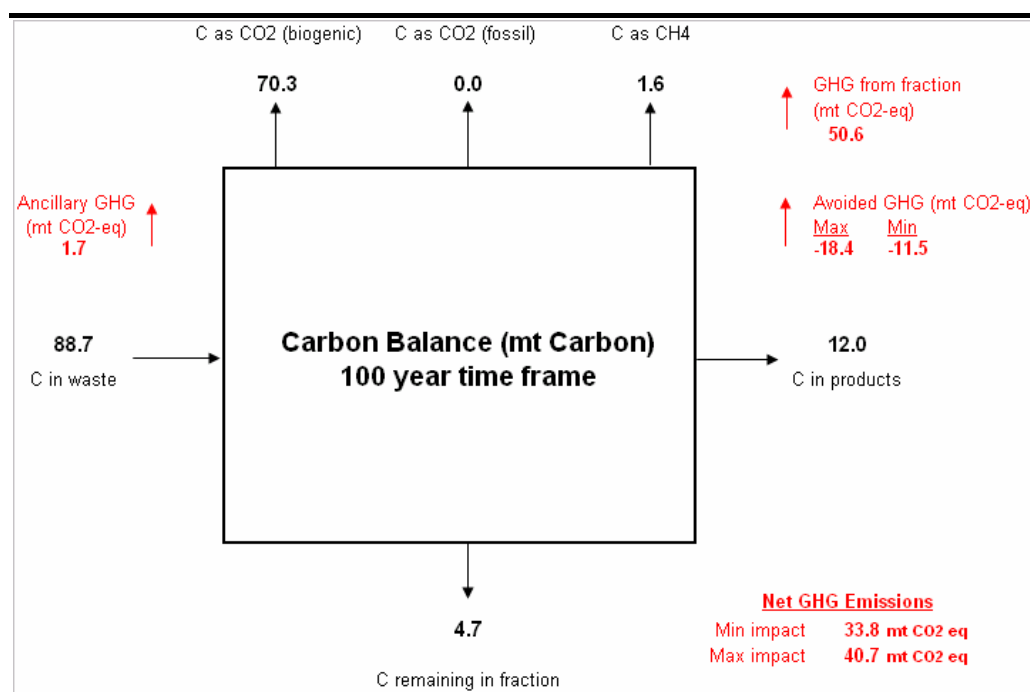 C as CO2 (biogenic) C as CO2 (fossil) C as CH4
70.3 0.0 1.6
GHG from fraction
(mt CO2-eq)
50.6
Ancillary GHG
(mt CO2-eq)
1.7
Avoided GHG (mt CO2-eq)
Max Min
-18.4 -11.5
88.7
C in waste
Carbon Balance (mt Carbon)
100 year time frame
12.0
C in products
4.7
C remaining in fraction
Net GHG Emissions
Min impact 33.8 mt CO2 eq
Max impact 40.7 mt CO2 eq